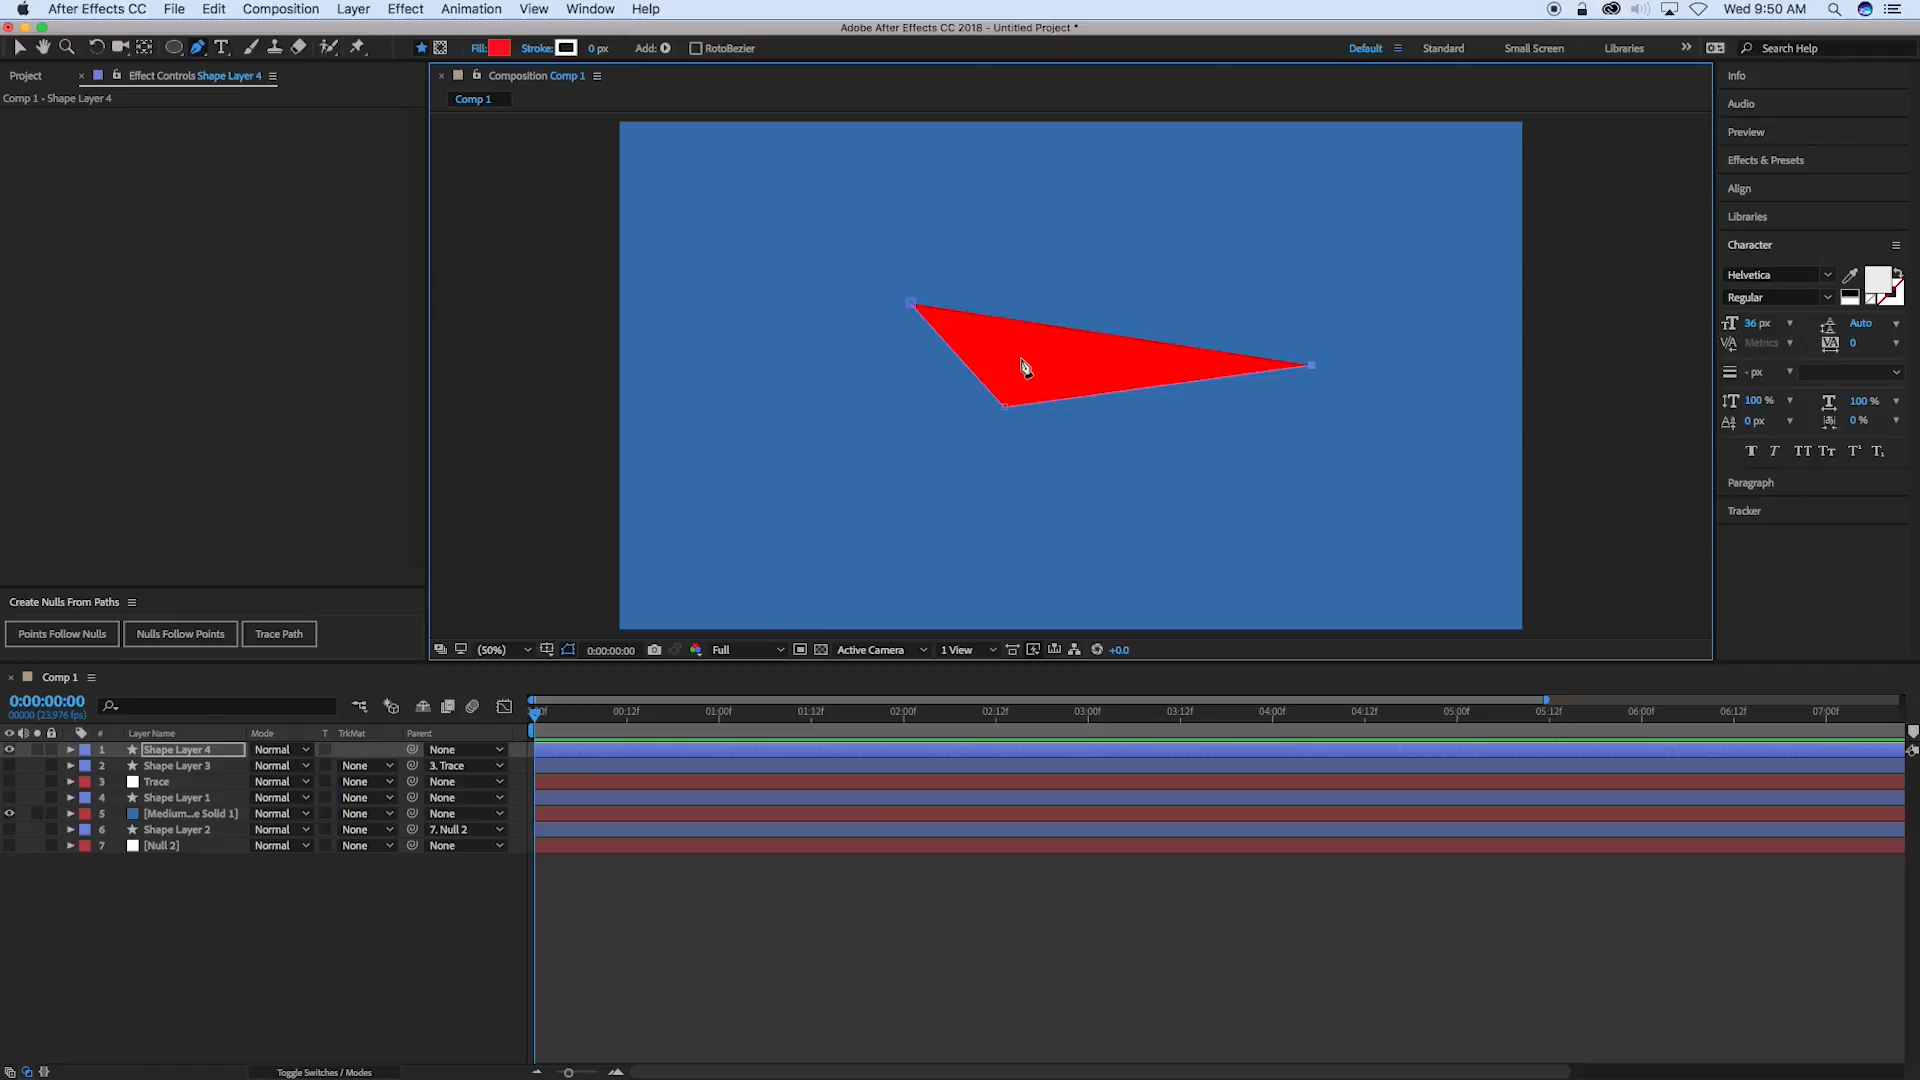 After Effects CC File Edit Composition Layer Effect Animation View Window Help Wed 9:50 AM
Adobe After Effects CC 2018 - Untitled Project *
Fill: Stroke: 0 px Add: RotoBezier Default Standard Small Screen Libraries Search Help
Project Effect Controls Shape Layer 4
Comp 1 - Shape Layer 4
Composition Comp 1
Comp 1
Info
Audio
Preview
Effects & Presets
Align
Libraries
Character
Helvetica
Regular
36 px Auto
Metrics 0
- px
100 % 100 %
0 px 0 %
T T TT Tт T¹ T₁
Paragraph
Tracker
Create Nulls From Paths
Points Follow Nulls Nulls Follow Points Trace Path
(50%) 0:00:00:00 Full Active Camera 1 View +0.0
Comp 1
0:00:00:00
00000 (23.976 fps)
00:12f 01:00f 01:12f 02:00f 02:12f 03:00f 03:12f 04:00f 04:12f 05:00f 05:12f 06:00f 06:12f 07:00f
# Layer Name Mode T TrkMat Parent
1 Shape Layer 4 Normal None
2 Shape Layer 3 Normal None 3. Trace
3 Trace Normal None None
4 Shape Layer 1 Normal None None
5 [Medium...e Solid 1] Normal None None
6 Shape Layer 2 Normal None 7. Null 2
7 [Null 2] Normal None None
Toggle Switches / Modes